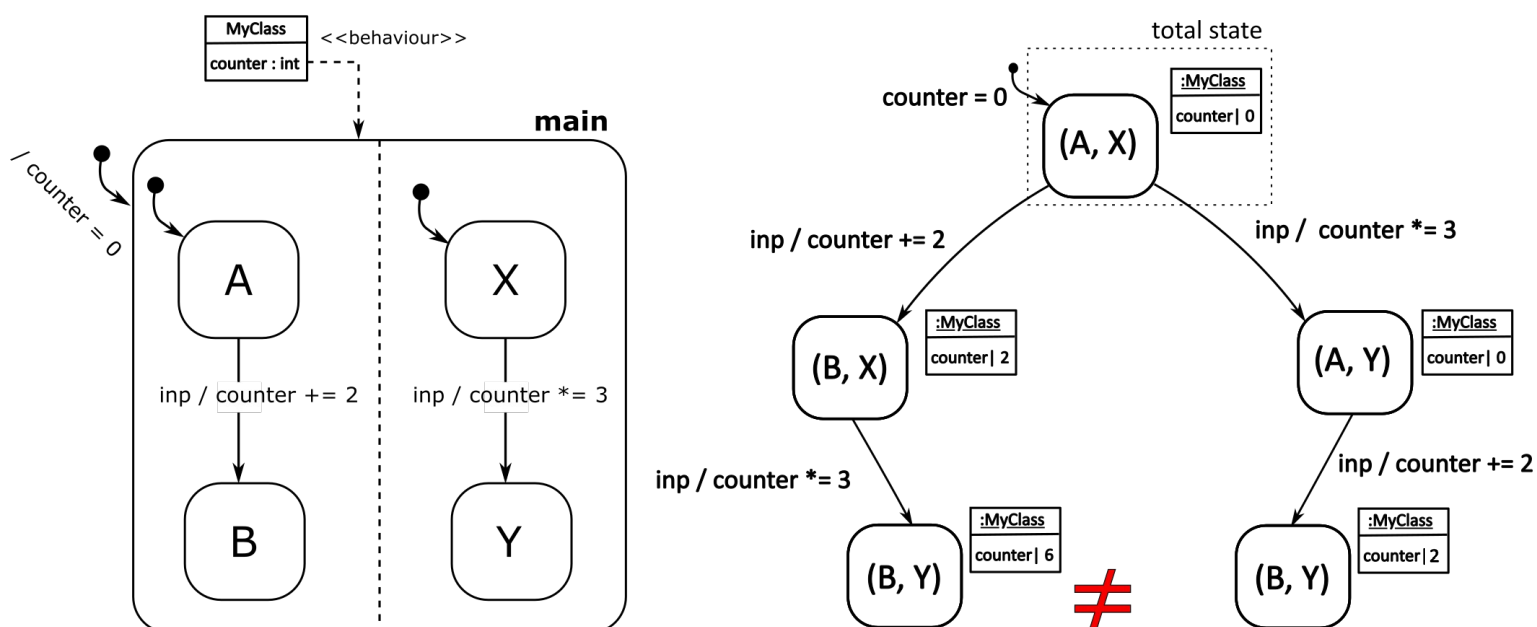 MyClass
<<behaviour>>
counter : int
main
/ counter = 0
A
X
inp / counter += 2
inp / counter *= 3
B
Y
total state
:MyClass
counter| 0
counter = 0
(A, X)
inp / counter += 2
inp / counter *= 3
:MyClass
counter| 2
(B, X)
:MyClass
counter| 0
(A, Y)
inp / counter *= 3
inp / counter += 2
:MyClass
counter| 6
(B, Y)
≠
:MyClass
counter|2
(B, Y)